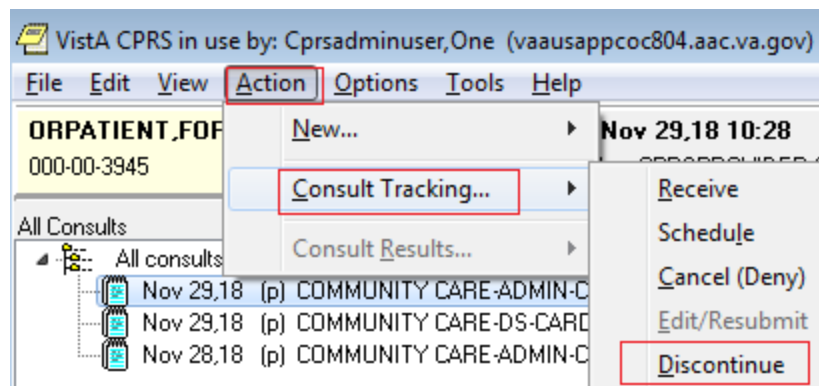 VistA CPRS in use by: Cprsadminuser,One (vaausappcoc804.aac.va.gov)
File Edit View Action Options Tools Help
ORPATIENT,FOF
New...
Nov 29,18 10:28
000-00-3945
Consult Tracking...
Receive
Schedule
All Consults
All consults
Consult Results...
Cancel (Deny)
Nov 29,18 (p) COMMUNITY CARE-ADMIN-C
Nov 29,18 (p) COMMUNITY CARE-DS-CARD
Edit/Resubmit
Nov 28,18 (p) COMMUNITY CARE-ADMIN-C
Discontinue